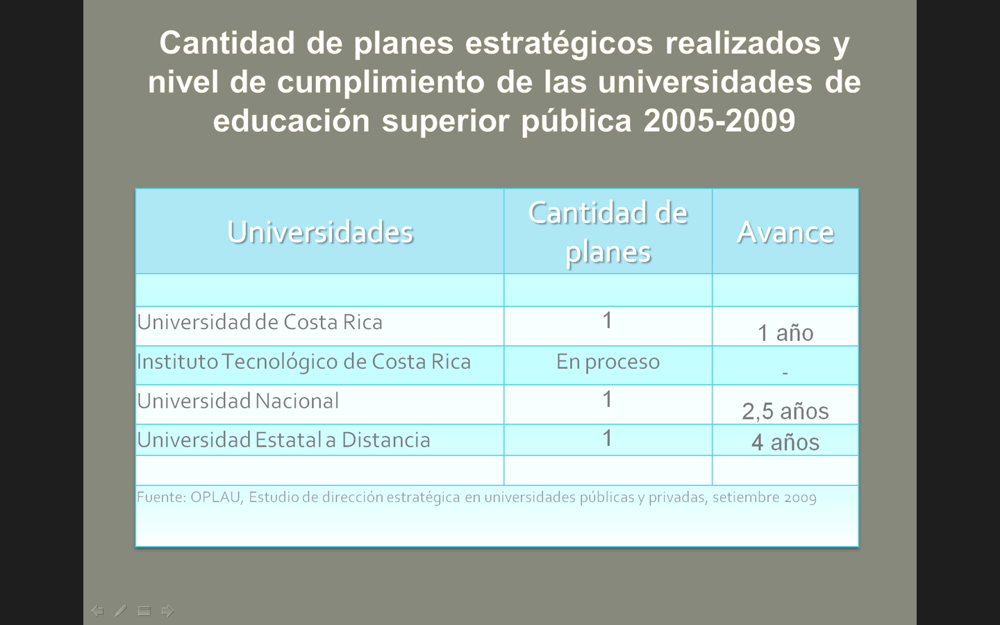 Cantidad de planes estratégicos realizados y
nivel de cumplimiento de las universidades de
educación superior pública 2005-2009
Universidades
Cantidad de
planes
Avance
Universidad de Costa Rica
1
1 año
Instituto Tecnológico de Costa Rica
En proceso
-
Universidad Nacional
1
2,5 años
Universidad Estatal a Distancia
1
4 años
Fuente: OPLAU, Estudio de dirección estratégica en universidades públicas y privadas, setiembre 2009